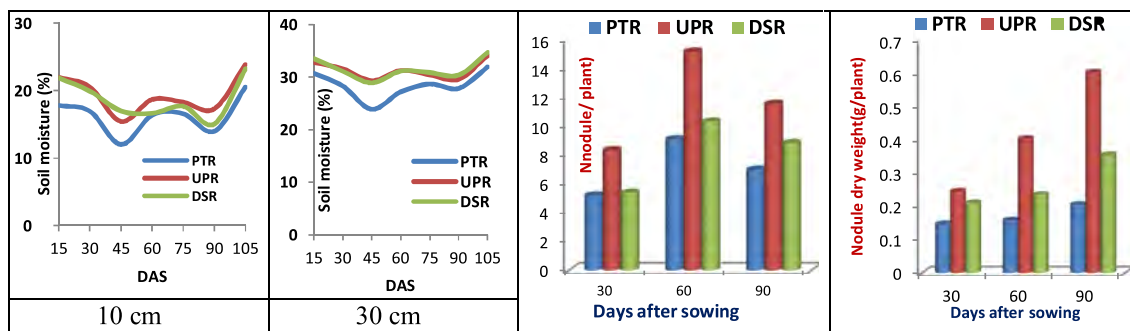 30
20
10
0
Soil moisture (%)
PTR
UPR
DSR
15 30 45 60 75 90 105
DAS
10 cm
40
30
20
10
0
Soil moisture (%)
PTR
UPR
DSR
15 30 45 60 75 90 105
DAS
30 cm
PTR UPR DSR
16
14
12
10
8
6
4
2
0
Nnodule/ plant)
30 60 90
Days after sowing
PTR UPR DSR
0.7
0.6
0.5
0.4
0.3
0.2
0.1
0
Nodule dry weight(g/plant)
30 60 90
Days after sowing